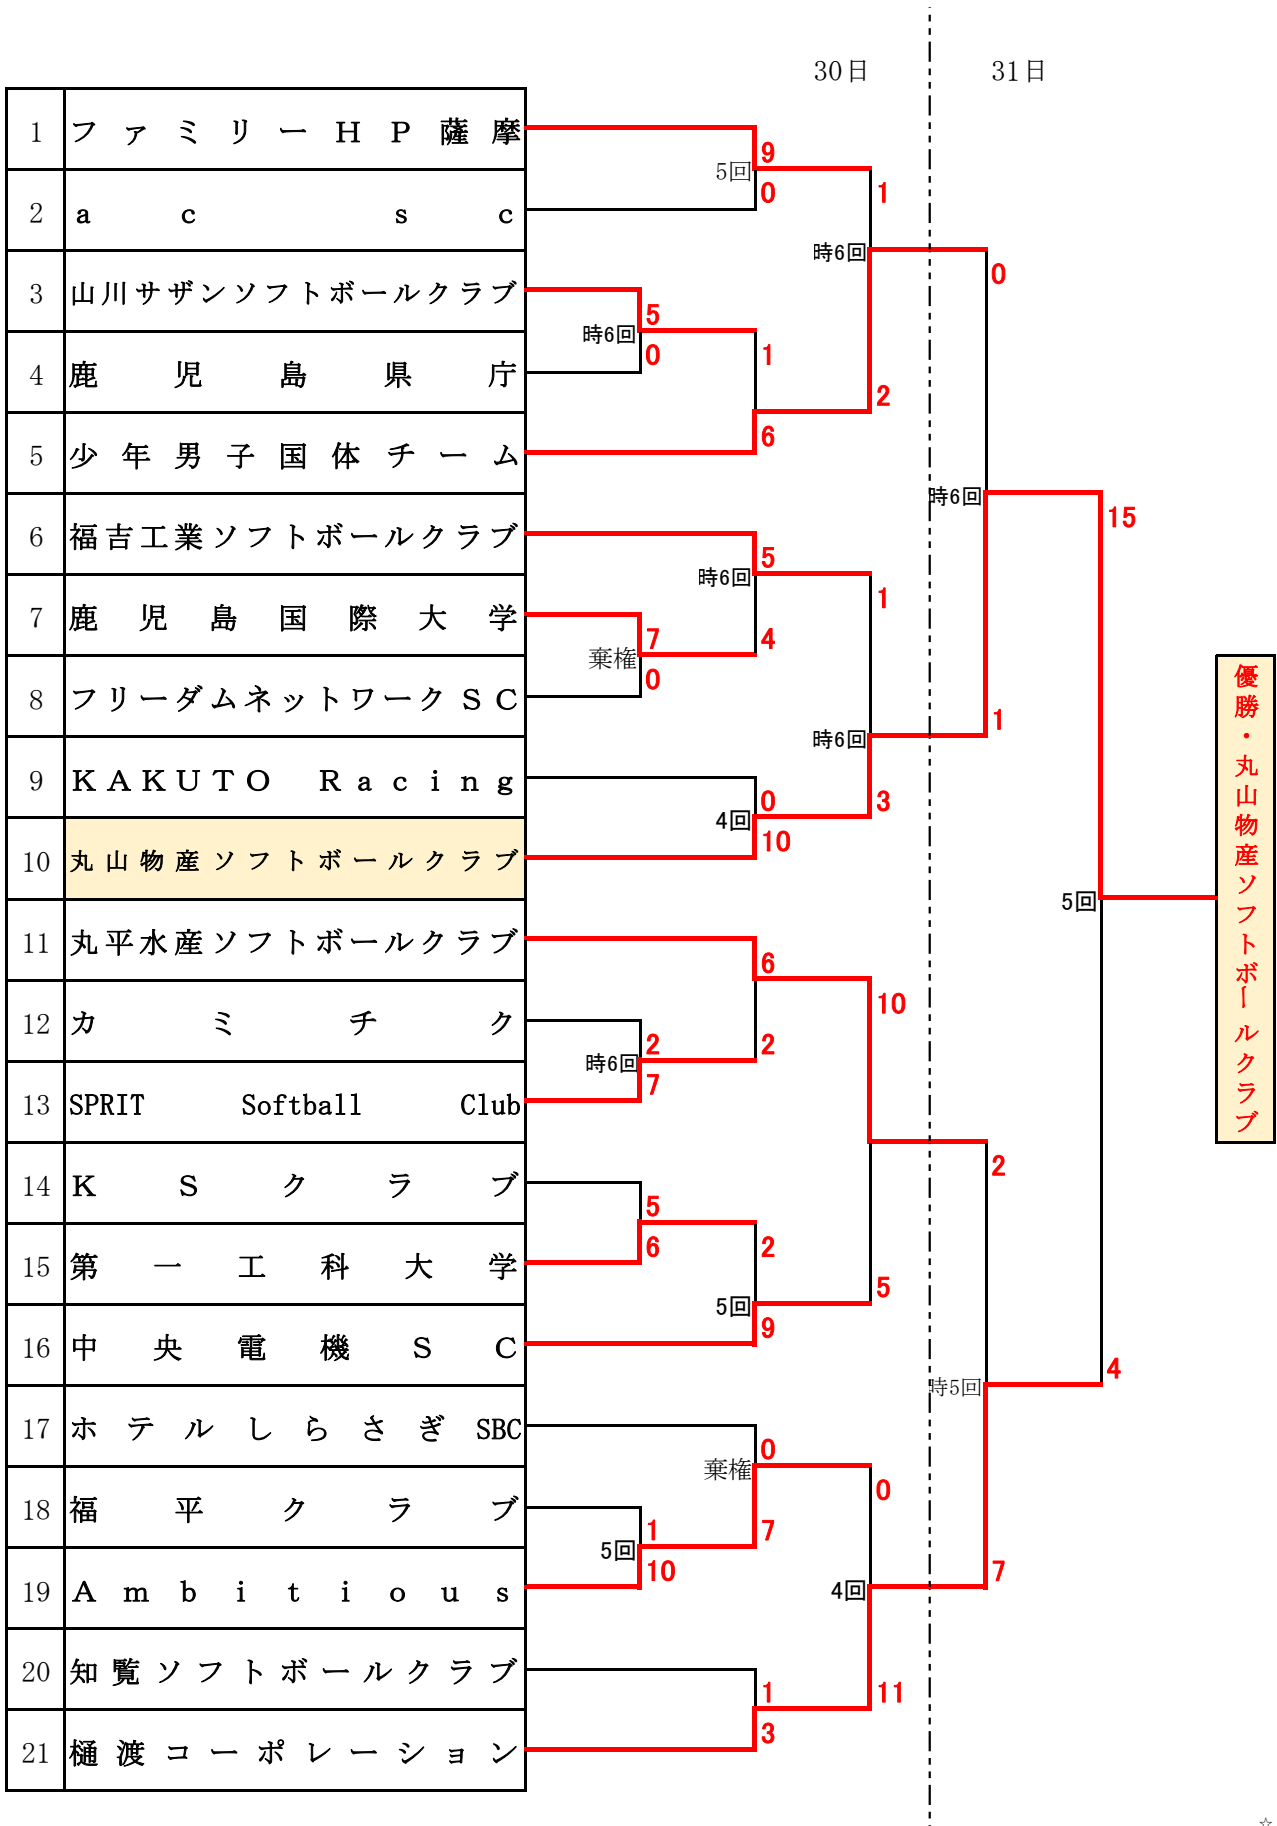 30日 31日
1 ファミリーＨＰ薩摩
2 ａｃ ｓｃ
3 山川サザンソフトボールクラブ
4 鹿児島県庁
5 少年男子国体チーム
6 福吉工業ソフトボールクラブ
7 鹿児島国際大学
8 フリーダムネットワークＳＣ
9 ＫＡＫＵＴＯ Ｒａｃｉｎｇ
10 丸山物産ソフトボールクラブ
11 丸平水産ソフトボールクラブ
12 カミチク
13 SPRIT Softball Club
14 Ｋｓクラブ
15 第一工科大学
16 中央電機ＳＣ
17 ホテルしらさぎSBC
18 福平クラブ
19 Ａｍｂｉｔｉｏｕｓ
20 知覧ソフトボールクラブ
21 樋渡コーポレーション
5
時6回
0
7
棄権
0
2
時6回
7
5
6
1
5回
10
9
5回
0
1
6
5
時6回
4
0
4回
10
6
2
2
5回
9
0
棄権
7
1
3
1
時6回
2
1
時6回
3
10
5
0
4回
11
0
時6回
1
2
時5回
7
15
5回
4
優勝・丸山物産ソフトボールクラブ
☆